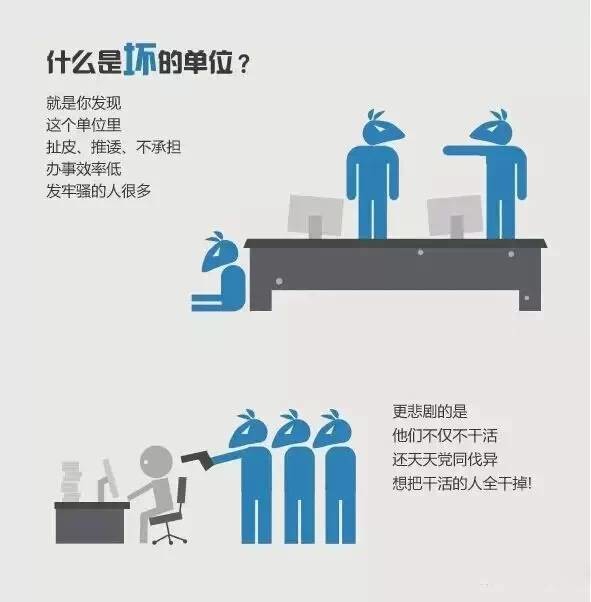 什么是坏的单位？
就是你发现
这个单位里
扯皮、推诿、不承担
办事效率低
发牢骚的人很多
更悲剧的是
他们不仅不干活
还天天党同伐异
想把干活的人全干掉!